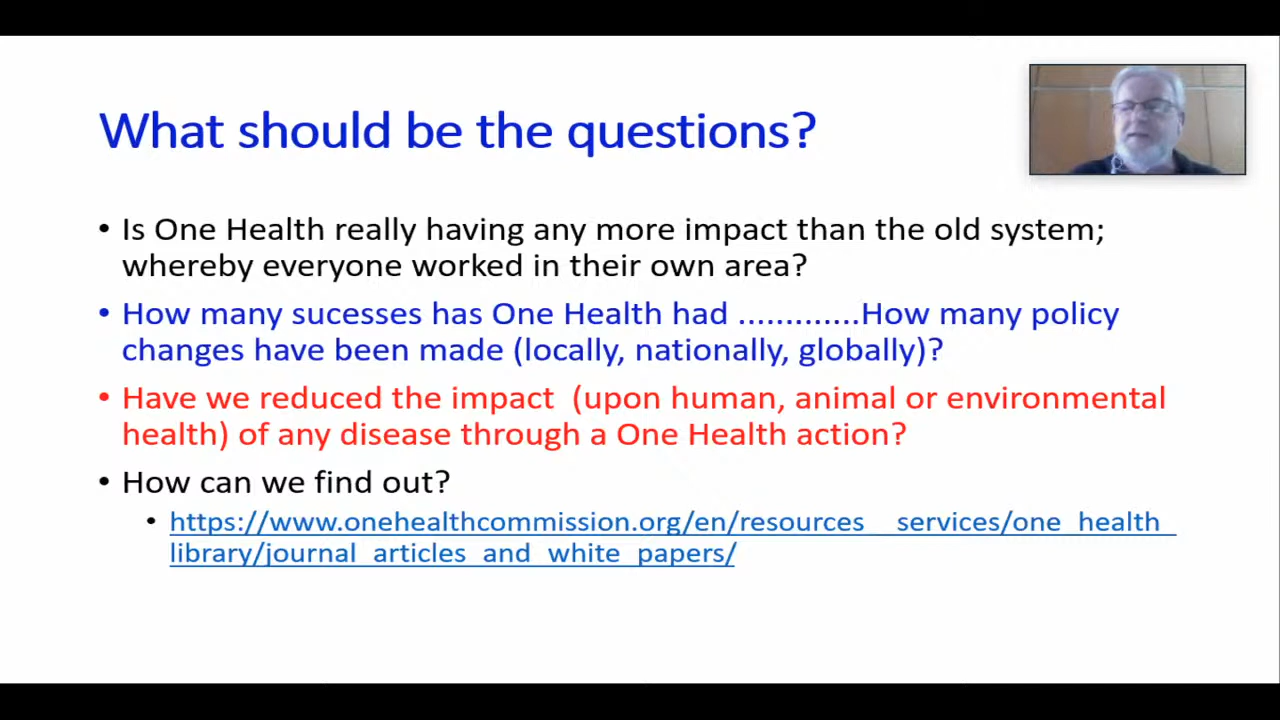 What should be the questions?
• Is One Health really having any more impact than the old system;
whereby everyone worked in their own area?
• How many sucesses has One Health had .............How many policy
changes have been made (locally, nationally, globally)?
• Have we reduced the impact  (upon human, animal or environmental
health) of any disease through a One Health action?
• How can we find out?
• https://www.onehealthcommission.org/en/resources__services/one_health_
library/journal_articles_and_white_papers/